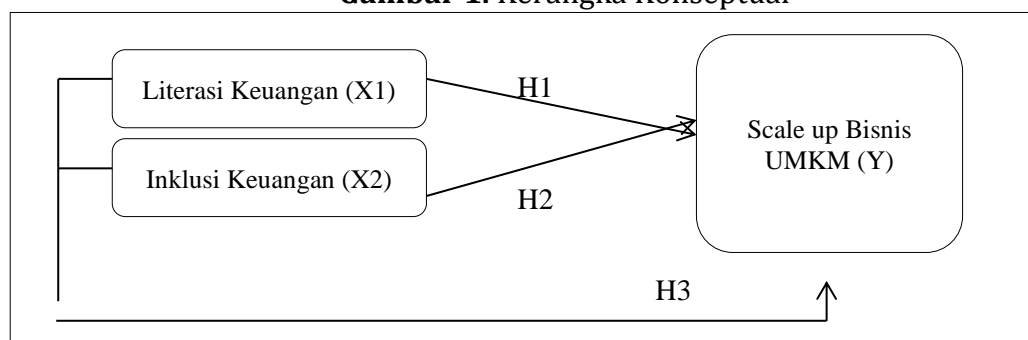 Gambar 1. Kerangka Konseptual
Literasi Keuangan (X1)
H1
Scale up Bisnis
UMKM (Y)
Inklusi Keuangan (X2)
H2
H3